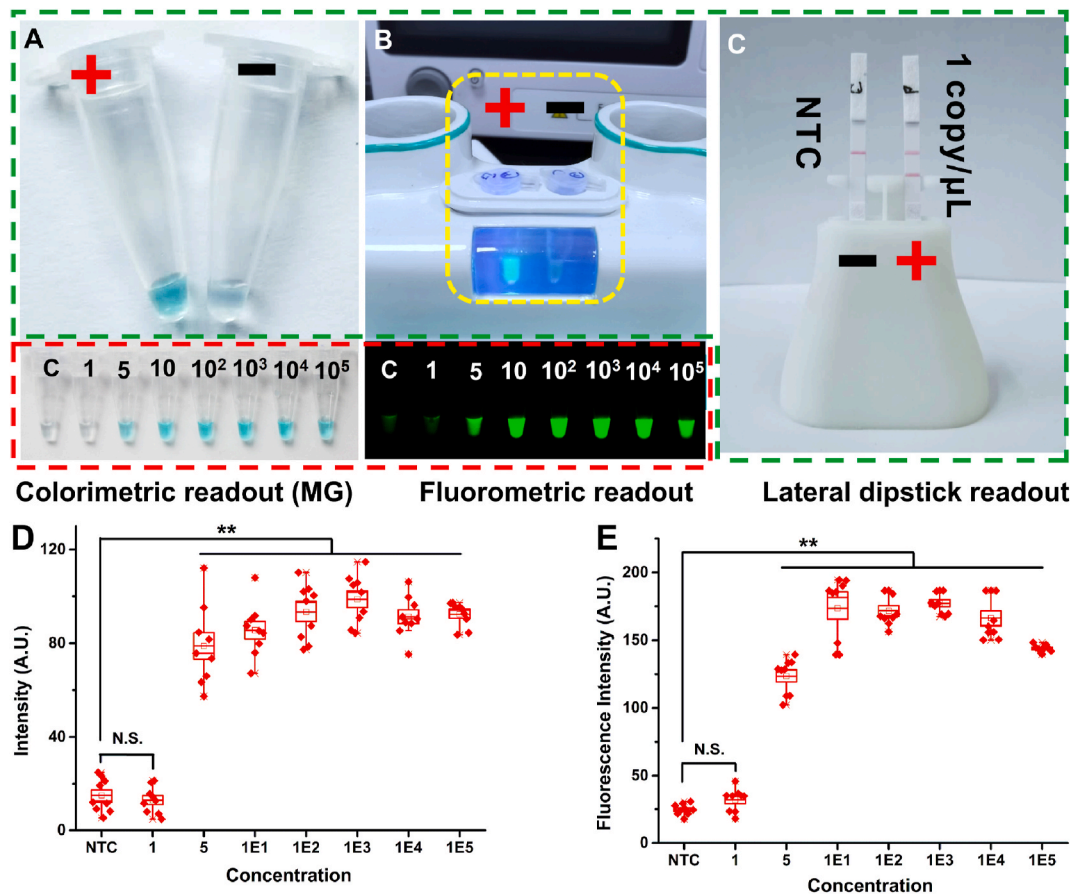 A
B
C
NTC
1 copy/μL
C 1 5 10 10² 10³ 10⁴ 10⁵
C 1 5 10 10² 10³ 10⁴ 10⁵
Colorimetric readout (MG)
Fluorometric readout
Lateral dipstick readout
D
**
N.S.
Intensity (A.U.)
120
80
40
0
NTC 1 5 1E1 1E2 1E3 1E4 1E5
Concentration
E
**
N.S.
Fluorescence Intensity (A.U.)
200
150
100
50
0
NTC 1 5 1E1 1E2 1E3 1E4 1E5
Concentration